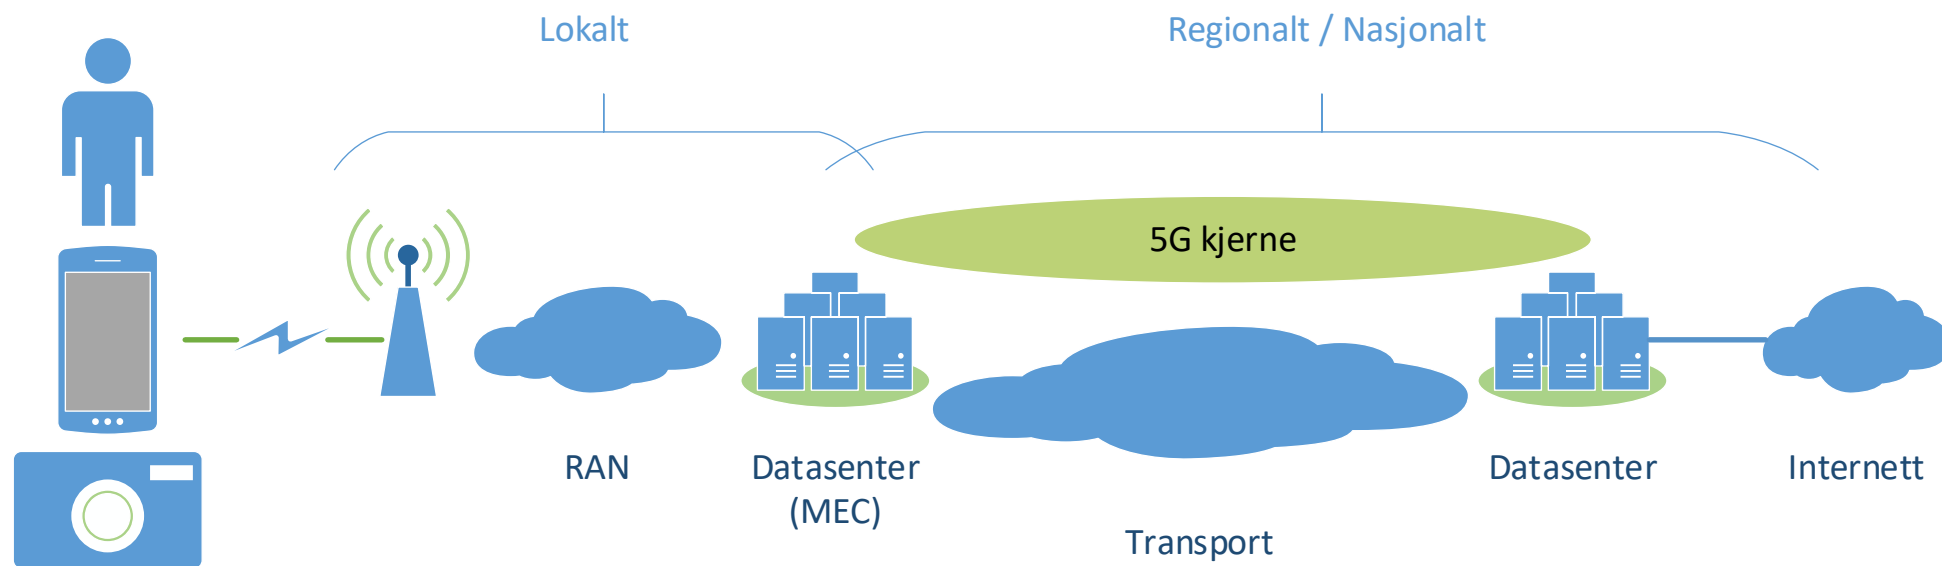 Lokalt
Regionalt / Nasjonalt
5G kjerne
RAN
Datasenter
(MEC)
Transport
Datasenter
Internett